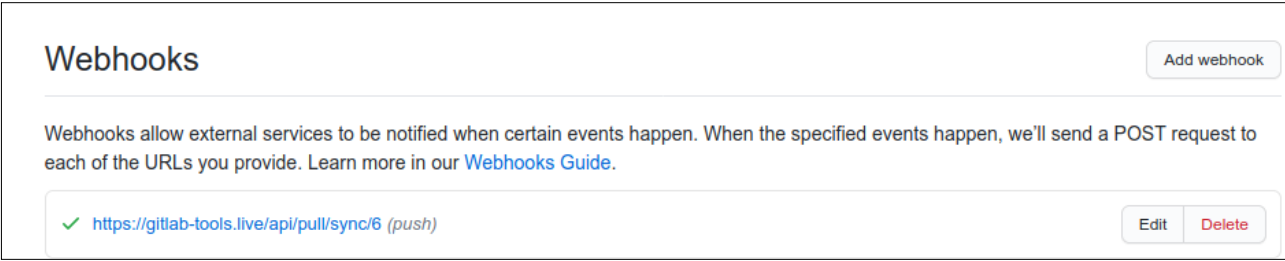 Webhooks
Add webhook
Webhooks allow external services to be notified when certain events happen. When the specified events happen, we’ll send a POST request to
each of the URLs you provide. Learn more in our Webhooks Guide.
https://gitlab-tools.live/api/pull/sync/6 (push)
Edit
Delete